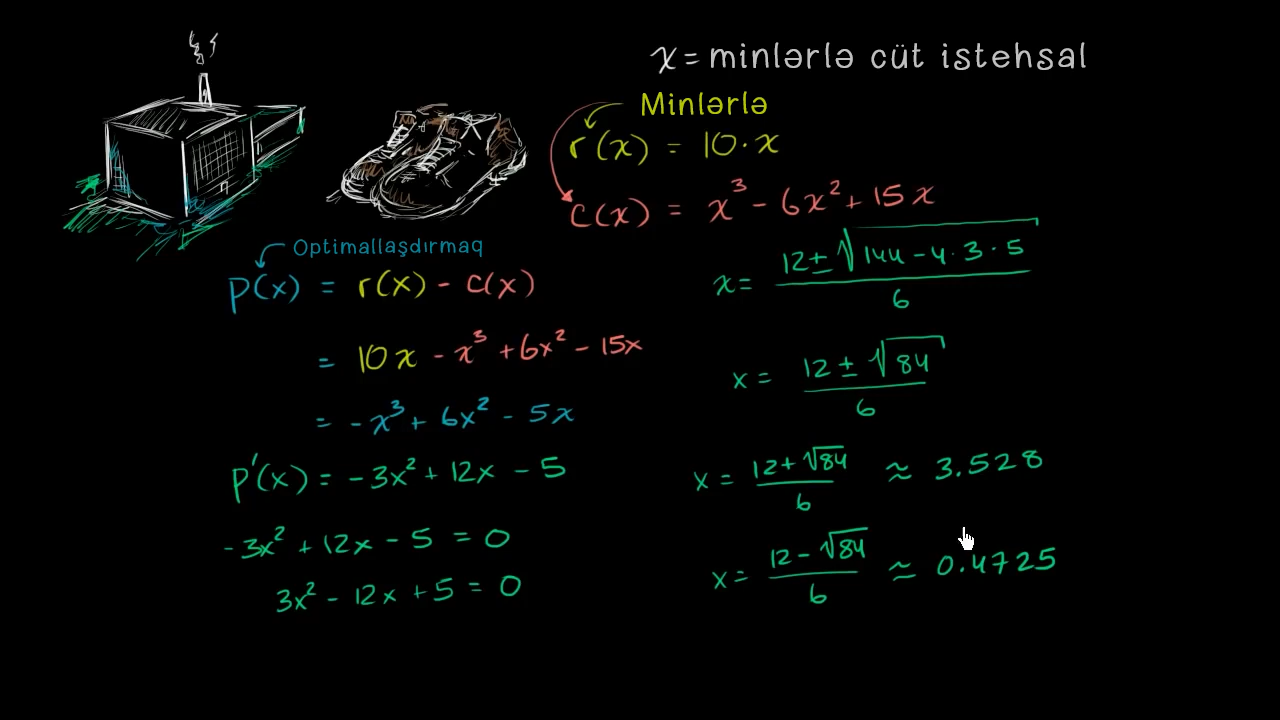 x = minlərlə cüt istehsal
Minlərlə
r(x) = 10 · x
c(x) = x³ - 6x² + 15x
Optimallaşdırmaq
P(x) = r(x) - c(x)
= 10x - x³ + 6x² - 15x
= -x³ + 6x² - 5x
P'(x) = -3x² + 12x - 5
-3x² + 12x - 5 = 0
3x² - 12x + 5 = 0
x = (12 ± √(144 - 4 · 3 · 5)) / 6
x = (12 ± √84) / 6
x = (12 + √84) / 6 ≈ 3.528
x = (12 - √84) / 6 ≈ 0.4725